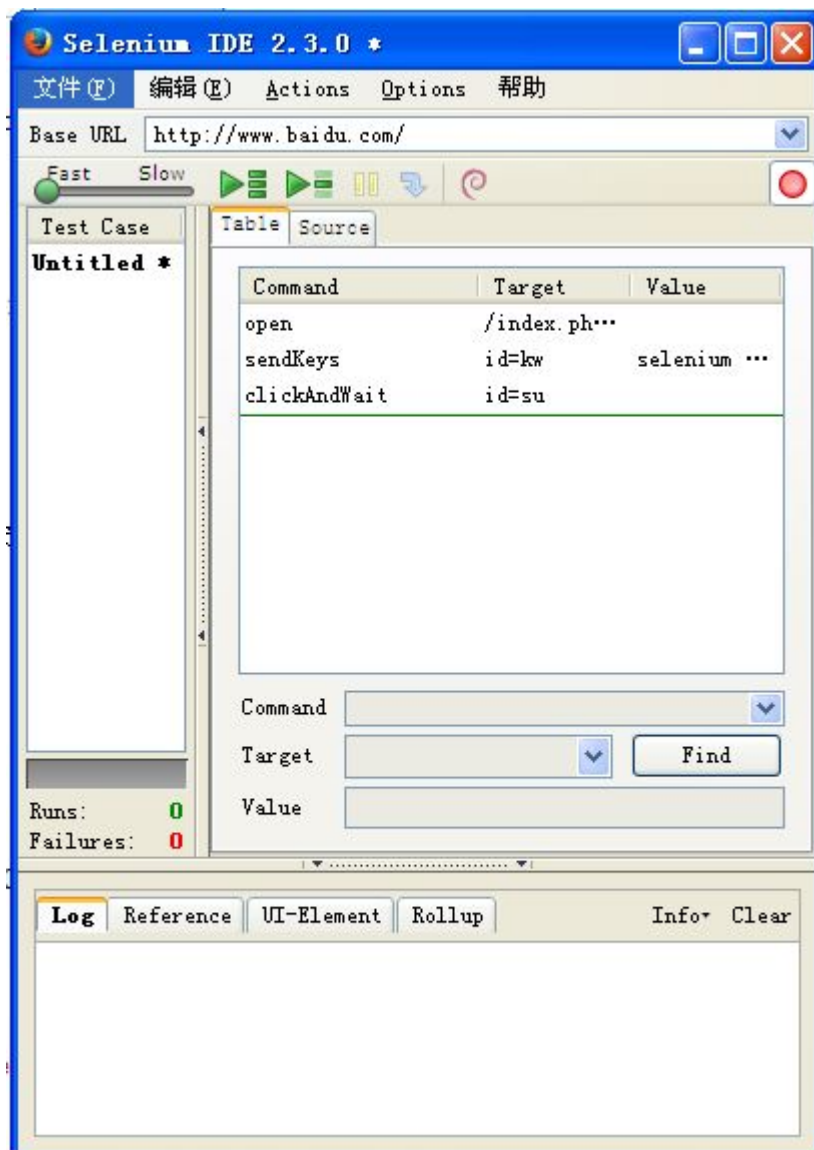 Selenium IDE 2.3.0 *
文件(F) 编辑(E) Actions Options 帮助
Base URL http://www.baidu.com/
Fast Slow
Test Case Table Source
Untitled *
Command Target Value
open /index.ph...
sendKeys id=kw selenium ...
clickAndWait id=su
Command
Target Find
Value
Runs: 0
Failures: 0
Log Reference UI-Element Rollup Info Clear